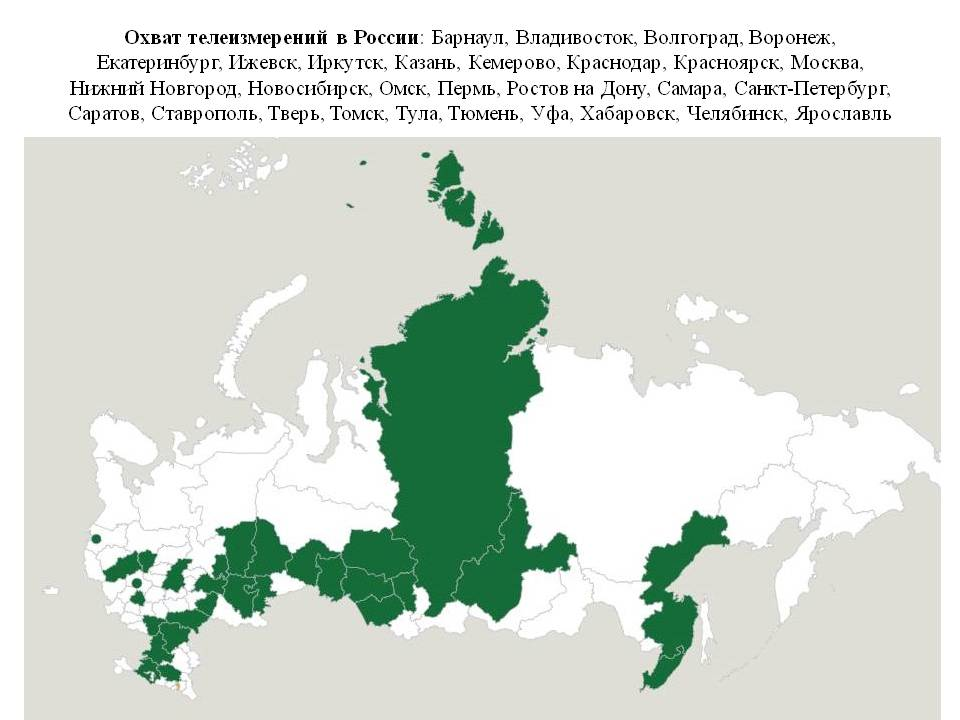 Охват телеизмерений в России: Барнаул, Владивосток, Волгоград, Воронеж,
Екатеринбург, Ижевск, Иркутск, Казань, Кемерово, Краснодар, Красноярск, Москва,
Нижний Новгород, Новосибирск, Омск, Пермь, Ростов на Дону, Самара, Санкт-Петербург,
Саратов, Ставрополь, Тверь, Томск, Тула, Тюмень, Уфа, Хабаровск, Челябинск, Ярославль